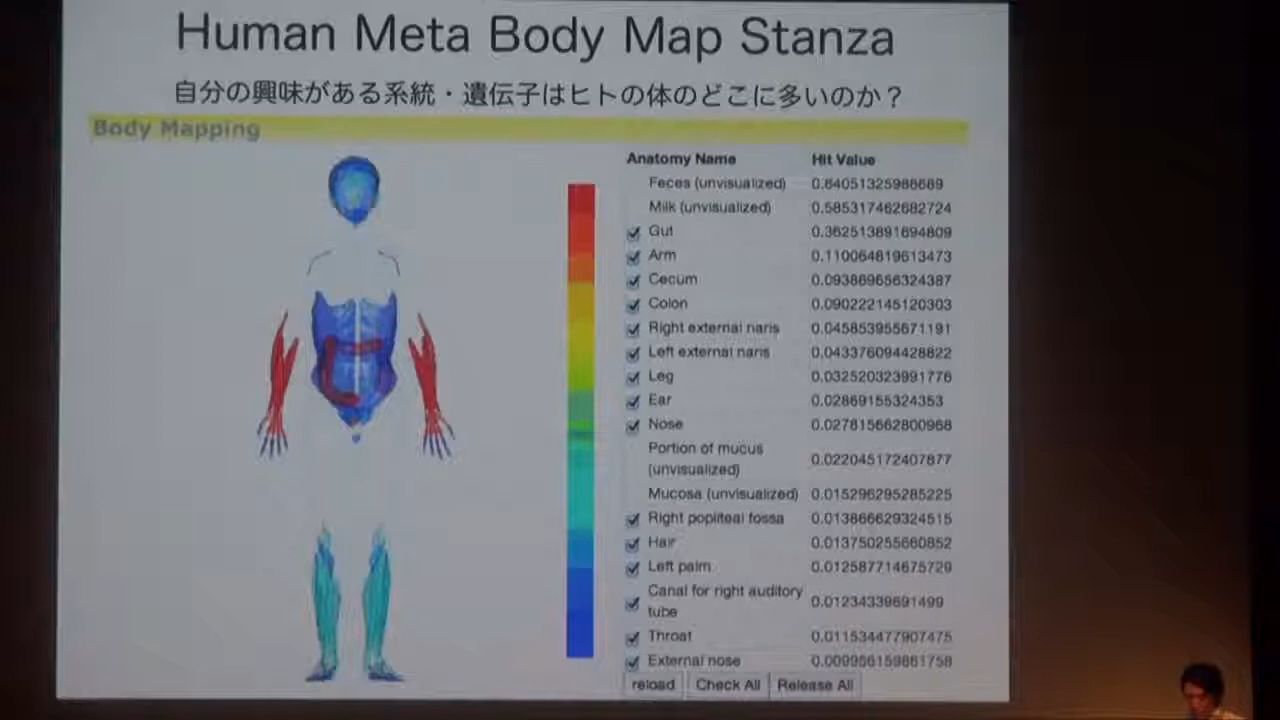 Human Meta Body Map Stanza
自分の興味がある系統・遺伝子はヒトの体のどこに多いのか？
Body Mapping
Anatomy Name Hit Value
Feces (unvisualized) 0.64051325986689
Milk (unvisualized) 0.585317462682724
Gut 0.362513891694809
Arm 0.110064819613473
Cecum 0.093869656324387
Colon 0.090222145120303
Right external naris 0.045853955671191
Left external naris 0.043376094428822
Leg 0.032520323991776
Ear 0.02869155324353
Nose 0.027815662800968
Portion of mucus
(unvisualized) 0.022045172407877
Mucosa (unvisualized) 0.015296295285225
Right popliteal fossa 0.013866629324515
Hair 0.013750255660852
Left palm 0.012587714675729
Canal for right auditory
tube 0.01234339691499
Throat 0.011534477907475
External nose 0.009956159861758
reload Check All Release All